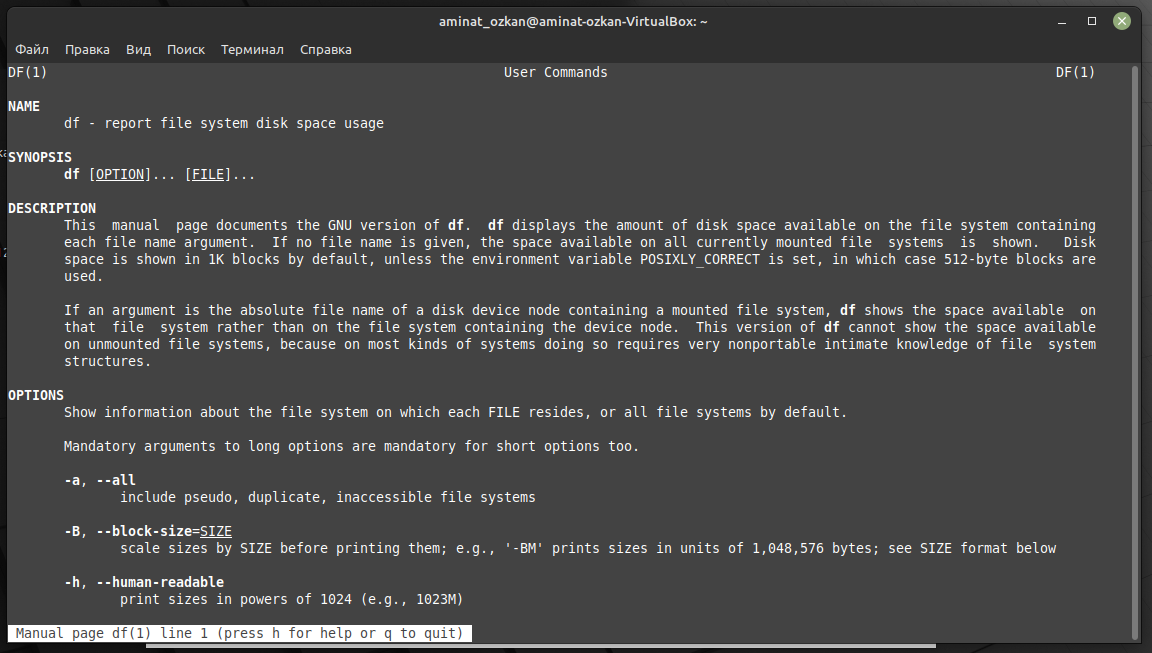 aminat_ozkan@aminat-ozkan-VirtualBox: ~
Файл Правка Вид Поиск Терминал Справка
DF(1) User Commands DF(1)
NAME
df - report file system disk space usage
SYNOPSIS
df [OPTION]... [FILE]...
DESCRIPTION
This manual page documents the GNU version of df. df displays the amount of disk space available on the file system containing
each file name argument. If no file name is given, the space available on all currently mounted file systems is shown. Disk
space is shown in 1K blocks by default, unless the environment variable POSIXLY_CORRECT is set, in which case 512-byte blocks are
used.
If an argument is the absolute file name of a disk device node containing a mounted file system, df shows the space available on
that file system rather than on the file system containing the device node. This version of df cannot show the space available
on unmounted file systems, because on most kinds of systems doing so requires very nonportable intimate knowledge of file system
structures.
OPTIONS
Show information about the file system on which each FILE resides, or all file systems by default.
Mandatory arguments to long options are mandatory for short options too.
-a, --all
include pseudo, duplicate, inaccessible file systems
-B, --block-size=SIZE
scale sizes by SIZE before printing them; e.g., '-BM' prints sizes in units of 1,048,576 bytes; see SIZE format below
-h, --human-readable
print sizes in powers of 1024 (e.g., 1023M)
Manual page df(1) line 1 (press h for help or q to quit)